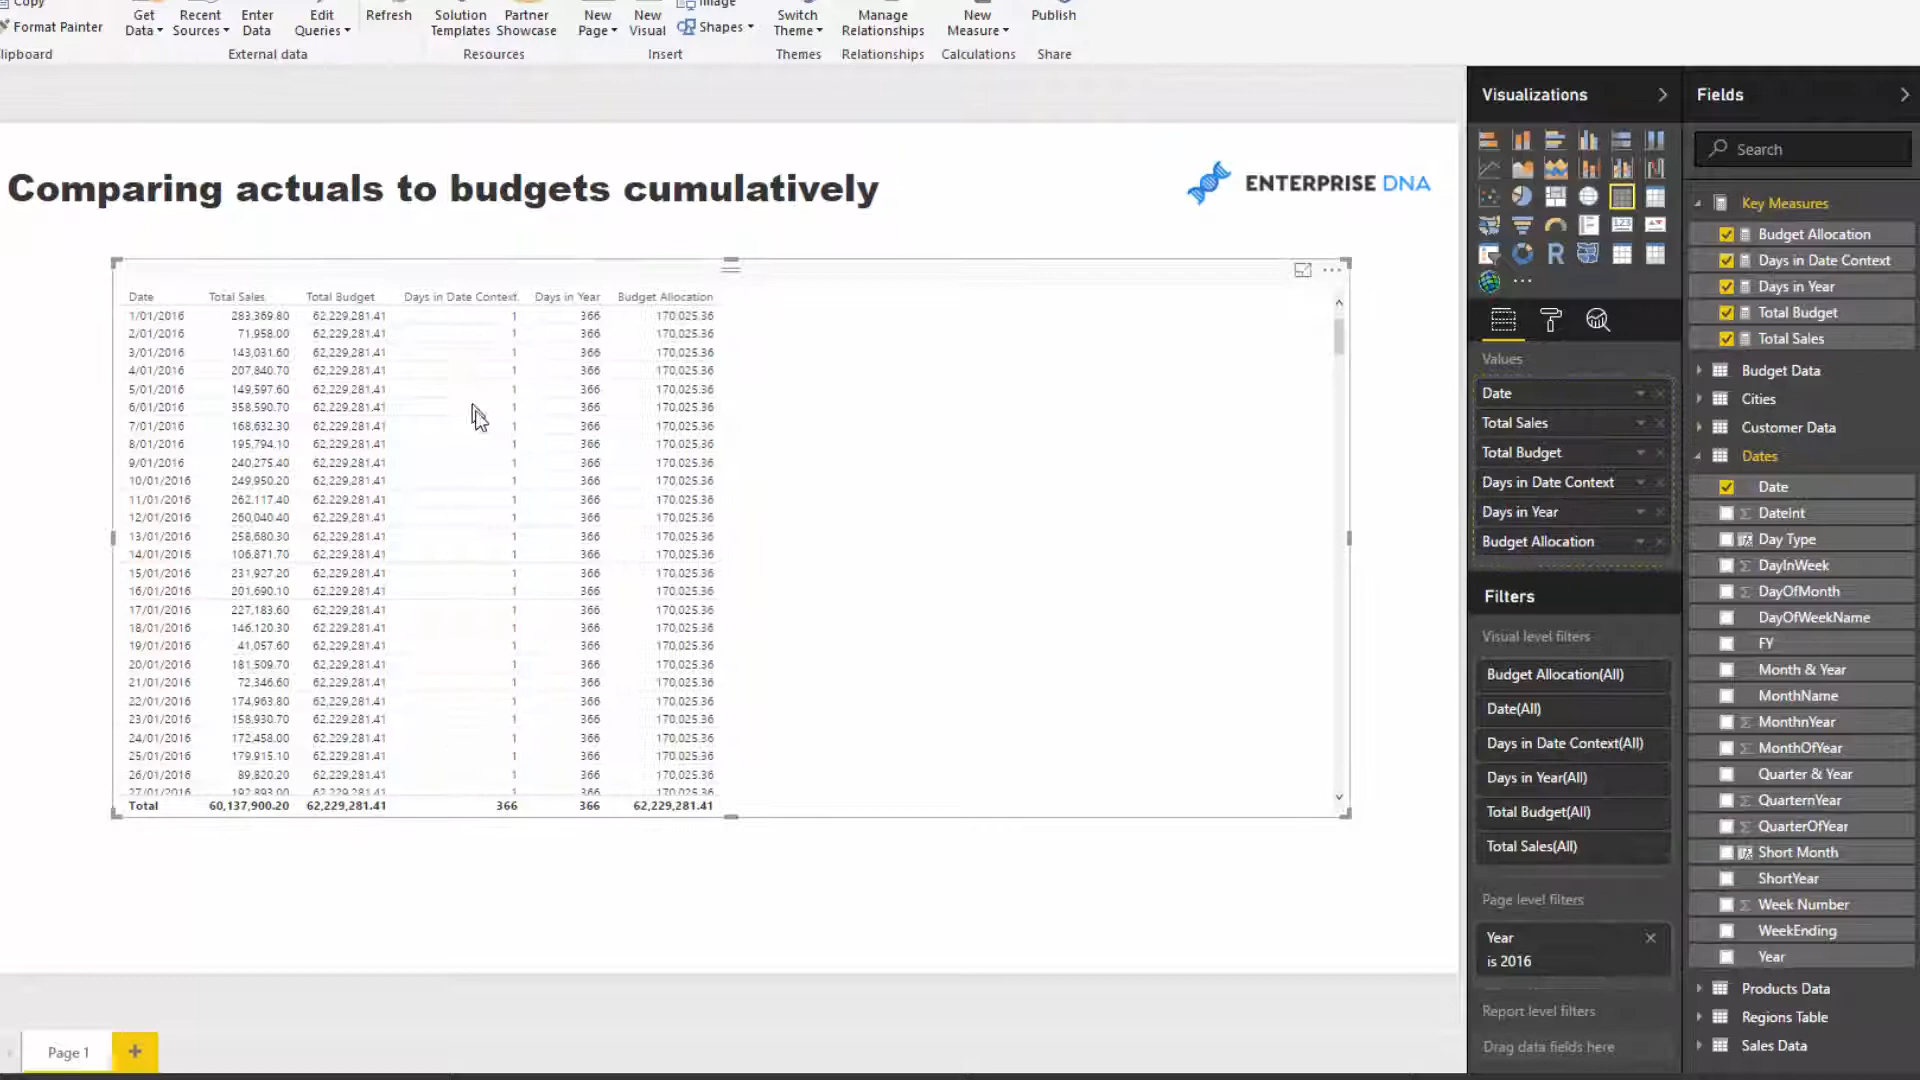 Copy
Format Painter
lipboard
Get Data
Recent Sources
Enter Data
Edit Queries
External data
Refresh
Solution Templates
Partner Showcase
Resources
New Page
New Visual
Image
Shapes
Insert
Switch Theme
Themes
Manage Relationships
Relationships
New Measure
Calculations
Publish
Share
Comparing actuals to budgets cumulatively
ENTERPRISE DNA
Date Total Sales Total Budget Days in Date Context Days in Year Budget Allocation
1/01/2016 283,369.80 62,229,281.41 1 366 170,025.36
2/01/2016 71,958.00 62,229,281.41 1 366 170,025.36
3/01/2016 143,031.60 62,229,281.41 1 366 170,025.36
4/01/2016 207,840.70 62,229,281.41 1 366 170,025.36
5/01/2016 149,597.60 62,229,281.41 1 366 170,025.36
6/01/2016 358,590.70 62,229,281.41 1 366 170,025.36
7/01/2016 168,632.30 62,229,281.41 1 366 170,025.36
8/01/2016 195,794.10 62,229,281.41 1 366 170,025.36
9/01/2016 240,275.40 62,229,281.41 1 366 170,025.36
10/01/2016 249,950.20 62,229,281.41 1 366 170,025.36
11/01/2016 262,117.40 62,229,281.41 1 366 170,025.36
12/01/2016 260,040.40 62,229,281.41 1 366 170,025.36
13/01/2016 258,680.30 62,229,281.41 1 366 170,025.36
14/01/2016 106,871.70 62,229,281.41 1 366 170,025.36
15/01/2016 231,927.20 62,229,281.41 1 366 170,025.36
16/01/2016 201,690.10 62,229,281.41 1 366 170,025.36
17/01/2016 227,183.60 62,229,281.41 1 366 170,025.36
18/01/2016 146,120.30 62,229,281.41 1 366 170,025.36
19/01/2016 41,057.60 62,229,281.41 1 366 170,025.36
20/01/2016 181,509.70 62,229,281.41 1 366 170,025.36
21/01/2016 72,346.60 62,229,281.41 1 366 170,025.36
22/01/2016 174,963.80 62,229,281.41 1 366 170,025.36
23/01/2016 158,930.70 62,229,281.41 1 366 170,025.36
24/01/2016 172,458.00 62,229,281.41 1 366 170,025.36
25/01/2016 179,915.10 62,229,281.41 1 366 170,025.36
26/01/2016 89,820.20 62,229,281.41 1 366 170,025.36
27/01/2016 192,893.00 62,229,281.41 1 366 170,025.36
Total 60,137,900.20 62,229,281.41 366 366 62,229,281.41
Page 1
Visualizations
R
123
Values
Date
Total Sales
Total Budget
Days in Date Context
Days in Year
Budget Allocation
Filters
Visual level filters
Budget Allocation(All)
Date(All)
Days in Date Context(All)
Days in Year(All)
Total Budget(All)
Total Sales(All)
Page level filters
Year
is 2016
Report level filters
Drag data fields here
Fields
Search
Key Measures
Budget Allocation
Days in Date Context
Days in Year
Total Budget
Total Sales
Budget Data
Cities
Customer Data
Dates
Date
DateInt
Day Type
DayInWeek
DayOfMonth
DayOfWeekName
FY
Month & Year
MonthName
MonthnYear
MonthOfYear
Quarter & Year
QuarternYear
QuarterOfYear
Short Month
ShortYear
Week Number
WeekEnding
Year
Products Data
Regions Table
Sales Data